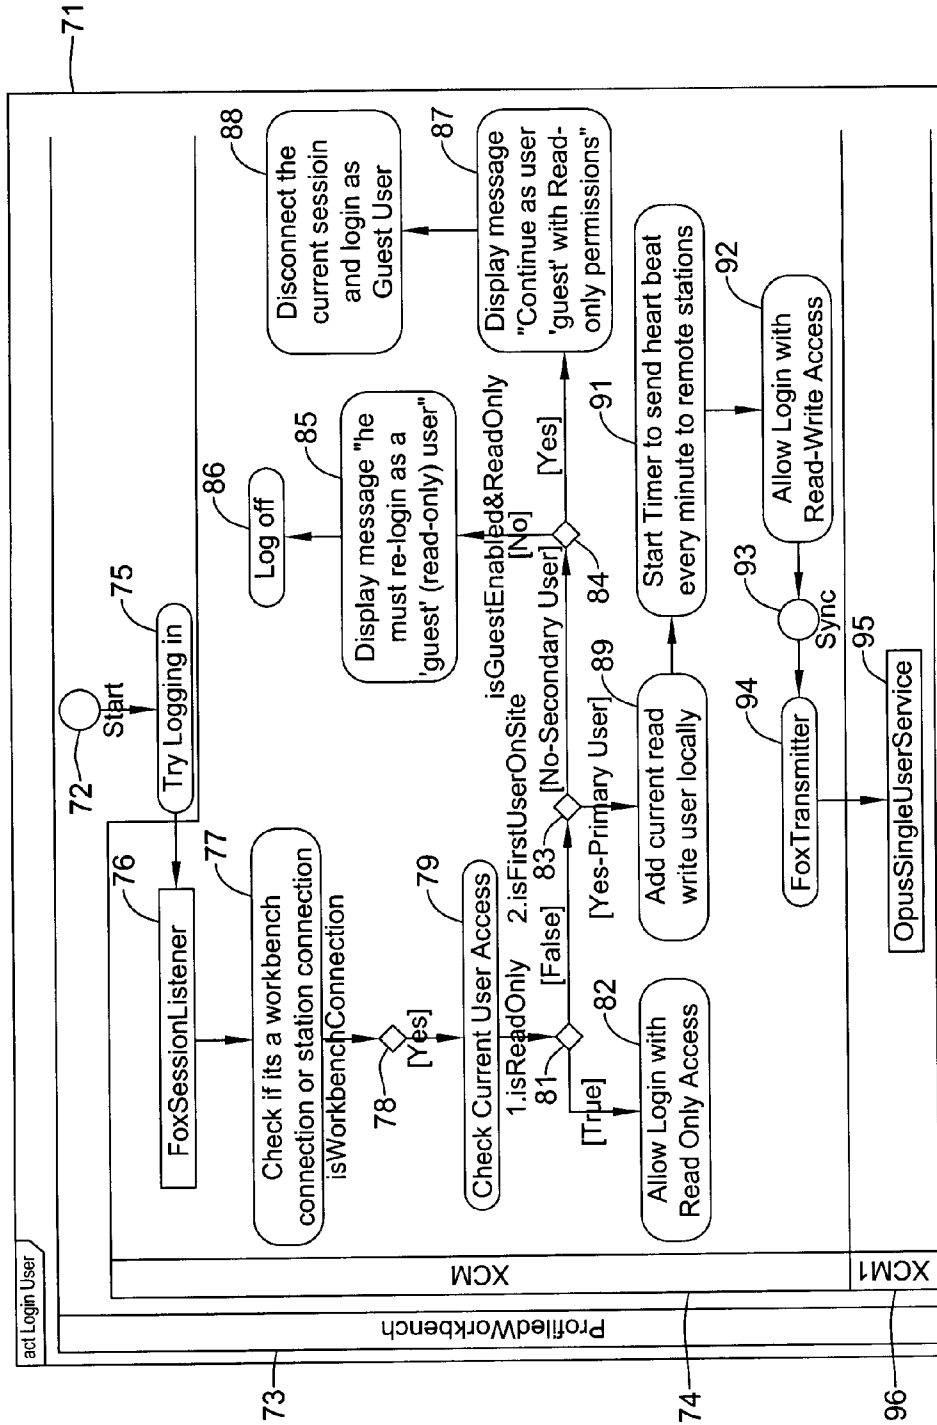 act Login User
71
72
Start
Try Logging in
75
76
FoxSessionListener
77
Check if its a workbench
connection or station connection
isWorkbenchConnection
78
[Yes]
79
Check Current User Access
1.isReadOnly
81
[True]
[False]
82
Allow Login with
Read Only Access
2.isFirstUserOnSite
83
[No-Secondary User]
[Yes-Primary User]
isGuestEnabled&ReadOnly
84
[No]
[Yes]
85
Display message "he
must re-login as a
'guest' (read-only) user"
86
Log off
87
Display message
"Continue as user
'guest' with Read-
only permissions"
88
Disconnect the
current sessioin
and login as
Guest User
89
Add current read
write user locally
91
Start Timer to send heart beat
every minute to remote stations
92
Allow Login with
Read-Write Access
93
Sync
94
FoxTransmitter
95
OpusSingleUserService
ProfiledWorkbench
XCM
XCM1
73
74
96